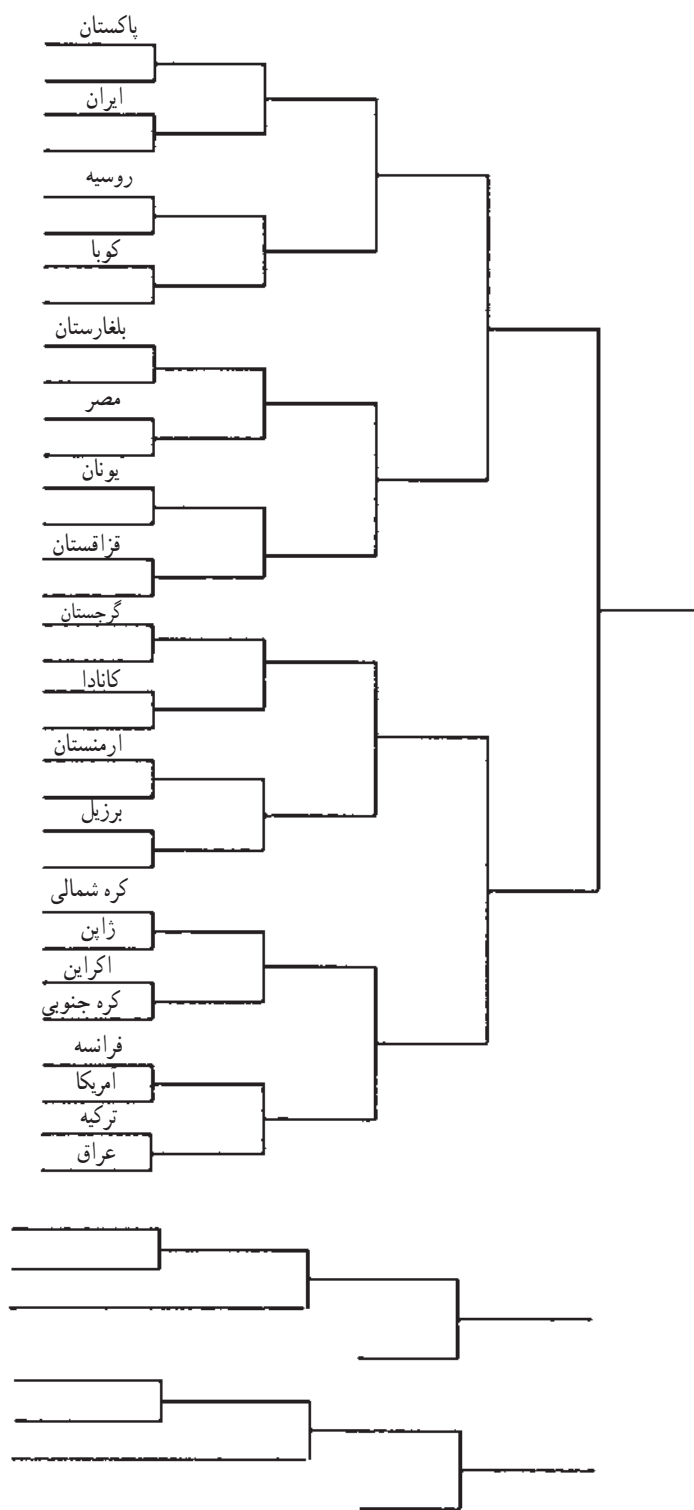 پاکستان
ایران
روسیه
کوبا
بلغارستان
مصر
یونان
قزاقستان
گرجستان
کانادا
ارمنستان
برزیل
کره شمالی
ژاپن
اکراین
کره جنوبی
فرانسه
آمریکا
ترکیه
عراق